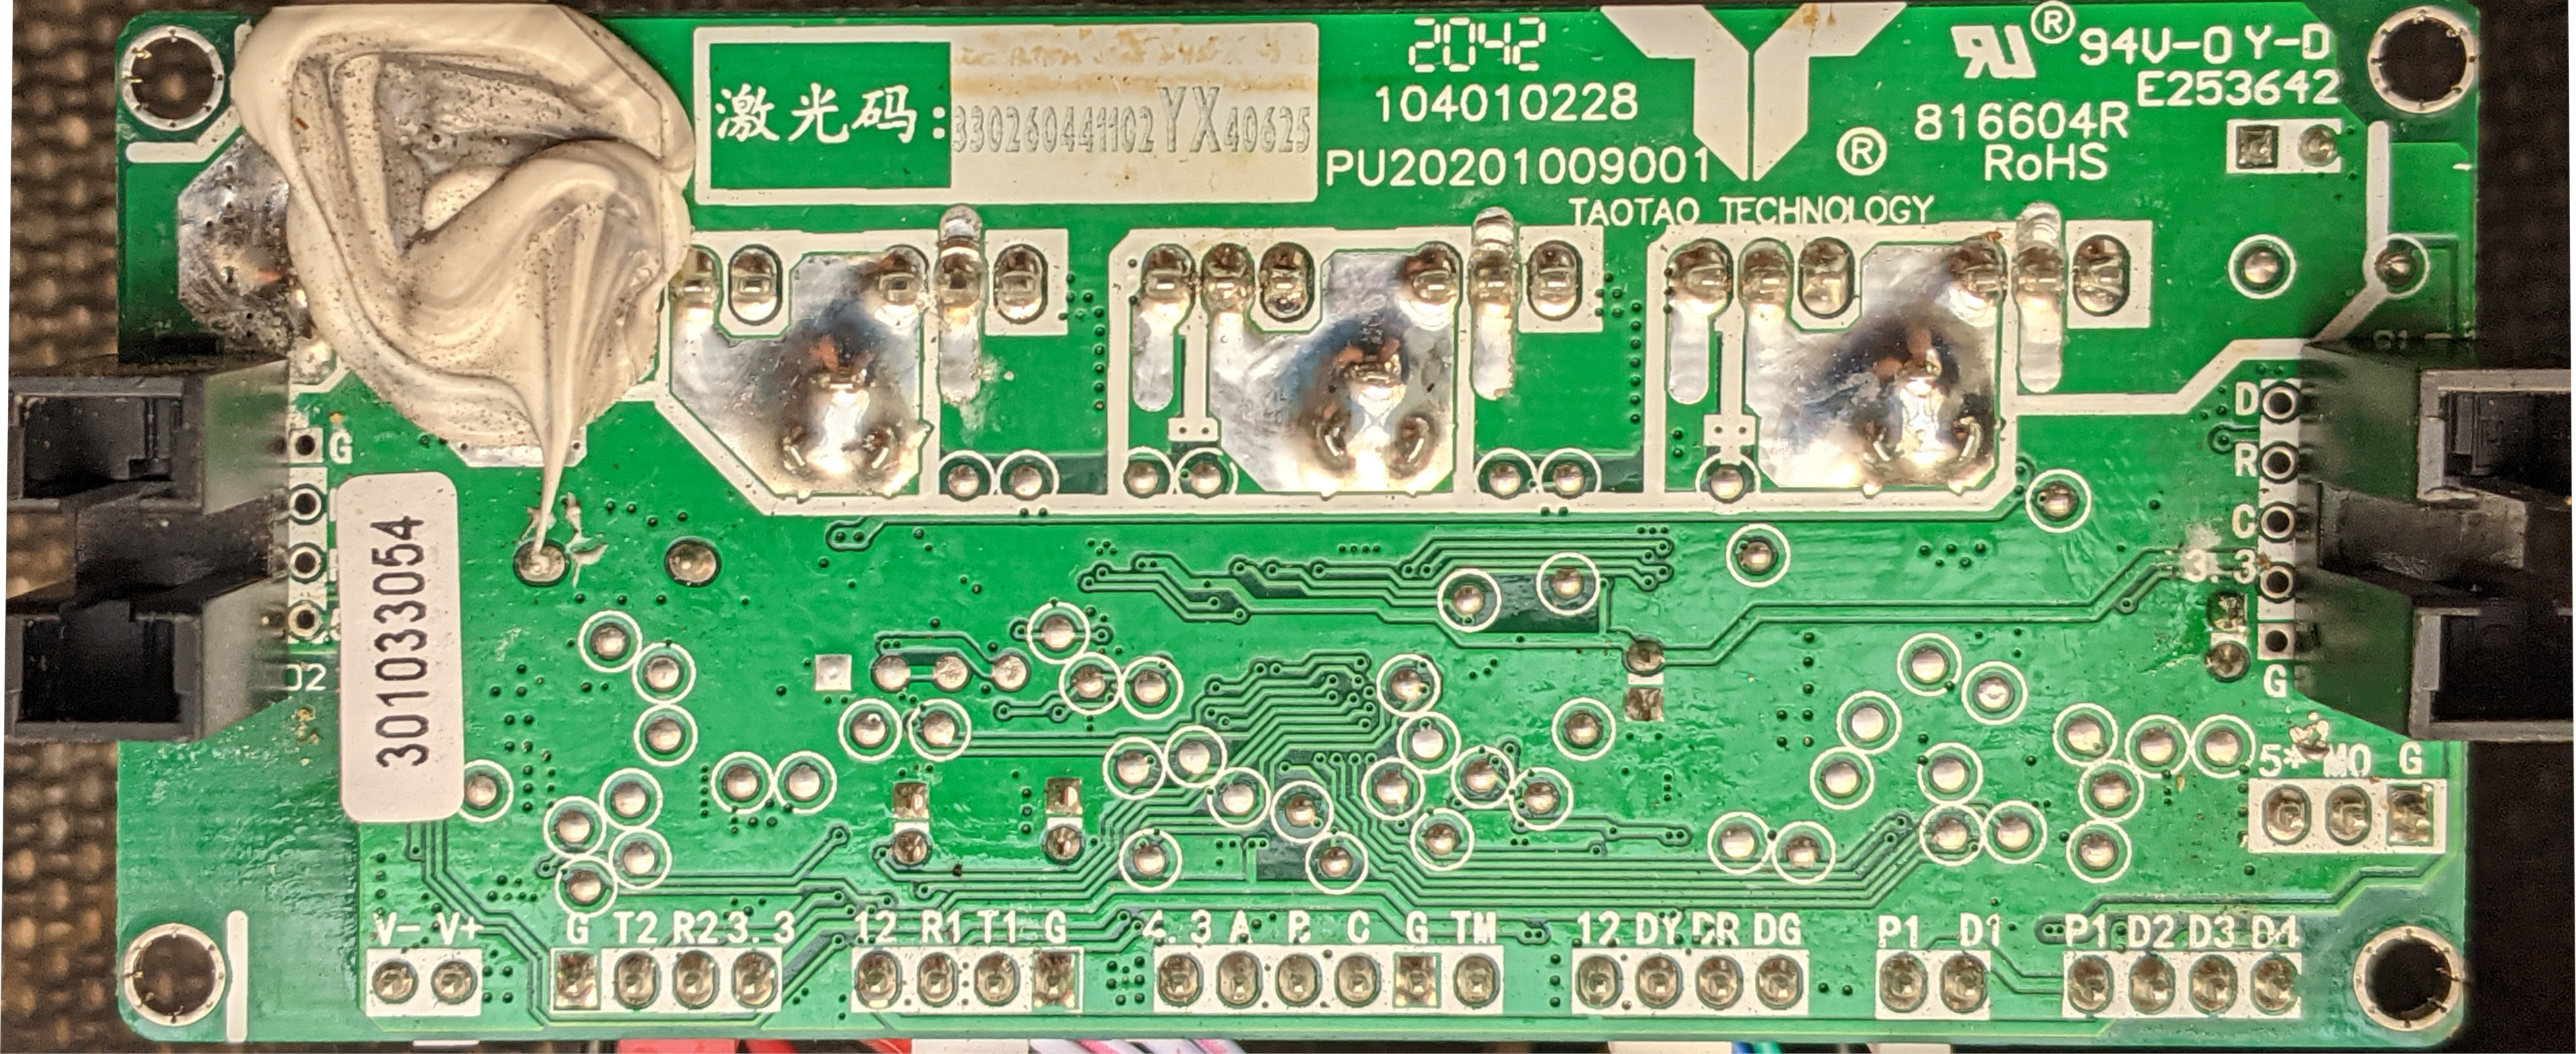 激光码:
330260441102YX40625
2042
104010228
PU20201009001
®
TAOTAO TECHNOLOGY
®
94V-0 Y-D
E253642
816604R
RoHS
G
3010330054
D
R
C
3.3
G
5* MO G
V- V+
G T2 R2 3.3
12 R1 T1 G
4.3 A B C G TM
12 DY DR DG
P1 D1
P1 D2 D3 D4